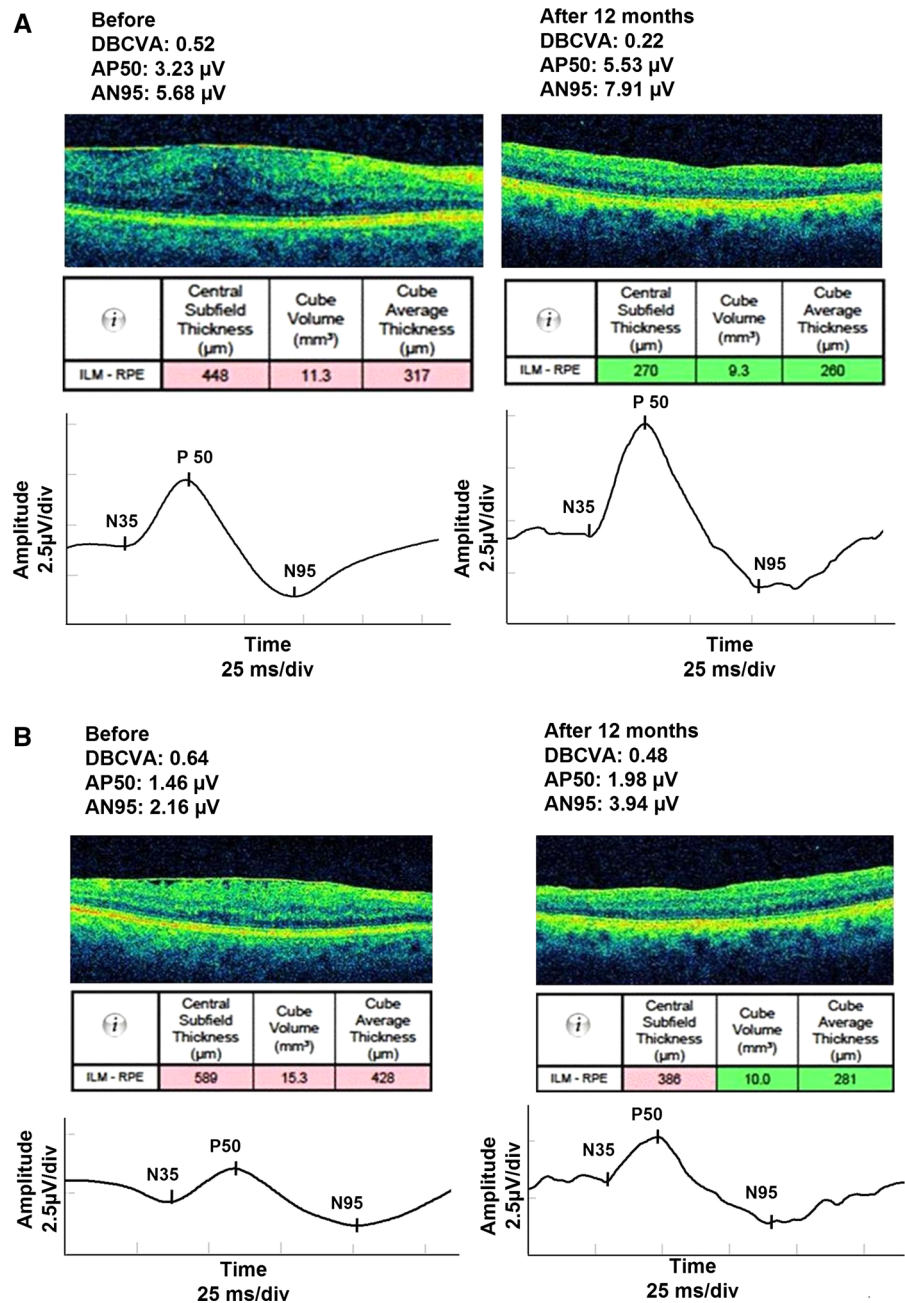 A
Before
DBCVA: 0.52
AP50: 3.23 µV
AN95: 5.68 µV
After 12 months
DBCVA: 0.22
AP50: 5.53 µV
AN95: 7.91 µV
i
Central
Subfield
Thickness
(µm)
Cube
Volume
(mm³)
Cube
Average
Thickness
(µm)
ILM - RPE 448 11.3 317
i
Central
Subfield
Thickness
(µm)
Cube
Volume
(mm³)
Cube
Average
Thickness
(µm)
ILM - RPE 270 9.3 260
Amplitude
2.5µV/div
N35
P 50
N95
Time
25 ms/div
Amplitude
2.5µV/div
N35
P 50
N95
Time
25 ms/div
B
Before
DBCVA: 0.64
AP50: 1.46 µV
AN95: 2.16 µV
After 12 months
DBCVA: 0.48
AP50: 1.98 µV
AN95: 3.94 µV
i
Central
Subfield
Thickness
(µm)
Cube
Volume
(mm³)
Cube
Average
Thickness
(µm)
ILM - RPE 589 15.3 428
i
Central
Subfield
Thickness
(µm)
Cube
Volume
(mm³)
Cube
Average
Thickness
(µm)
ILM - RPE 386 10.0 281
Amplitude
2.5µV/div
N35
P50
N95
Time
25 ms/div
Amplitude
2.5µV/div
N35
P50
N95
Time
25 ms/div